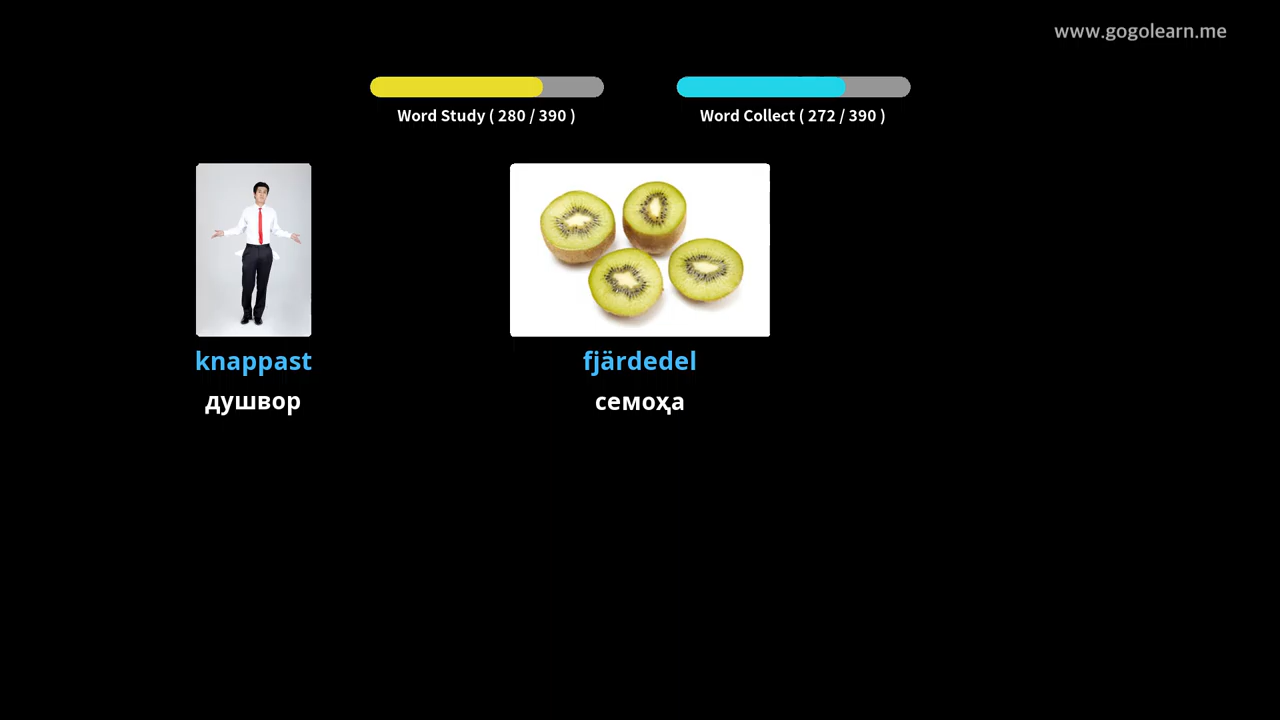 www.gogolearn.me
Word Study ( 280 / 390 )
Word Collect ( 272 / 390 )
knappast
fjärdedel
душвор
семоҳа